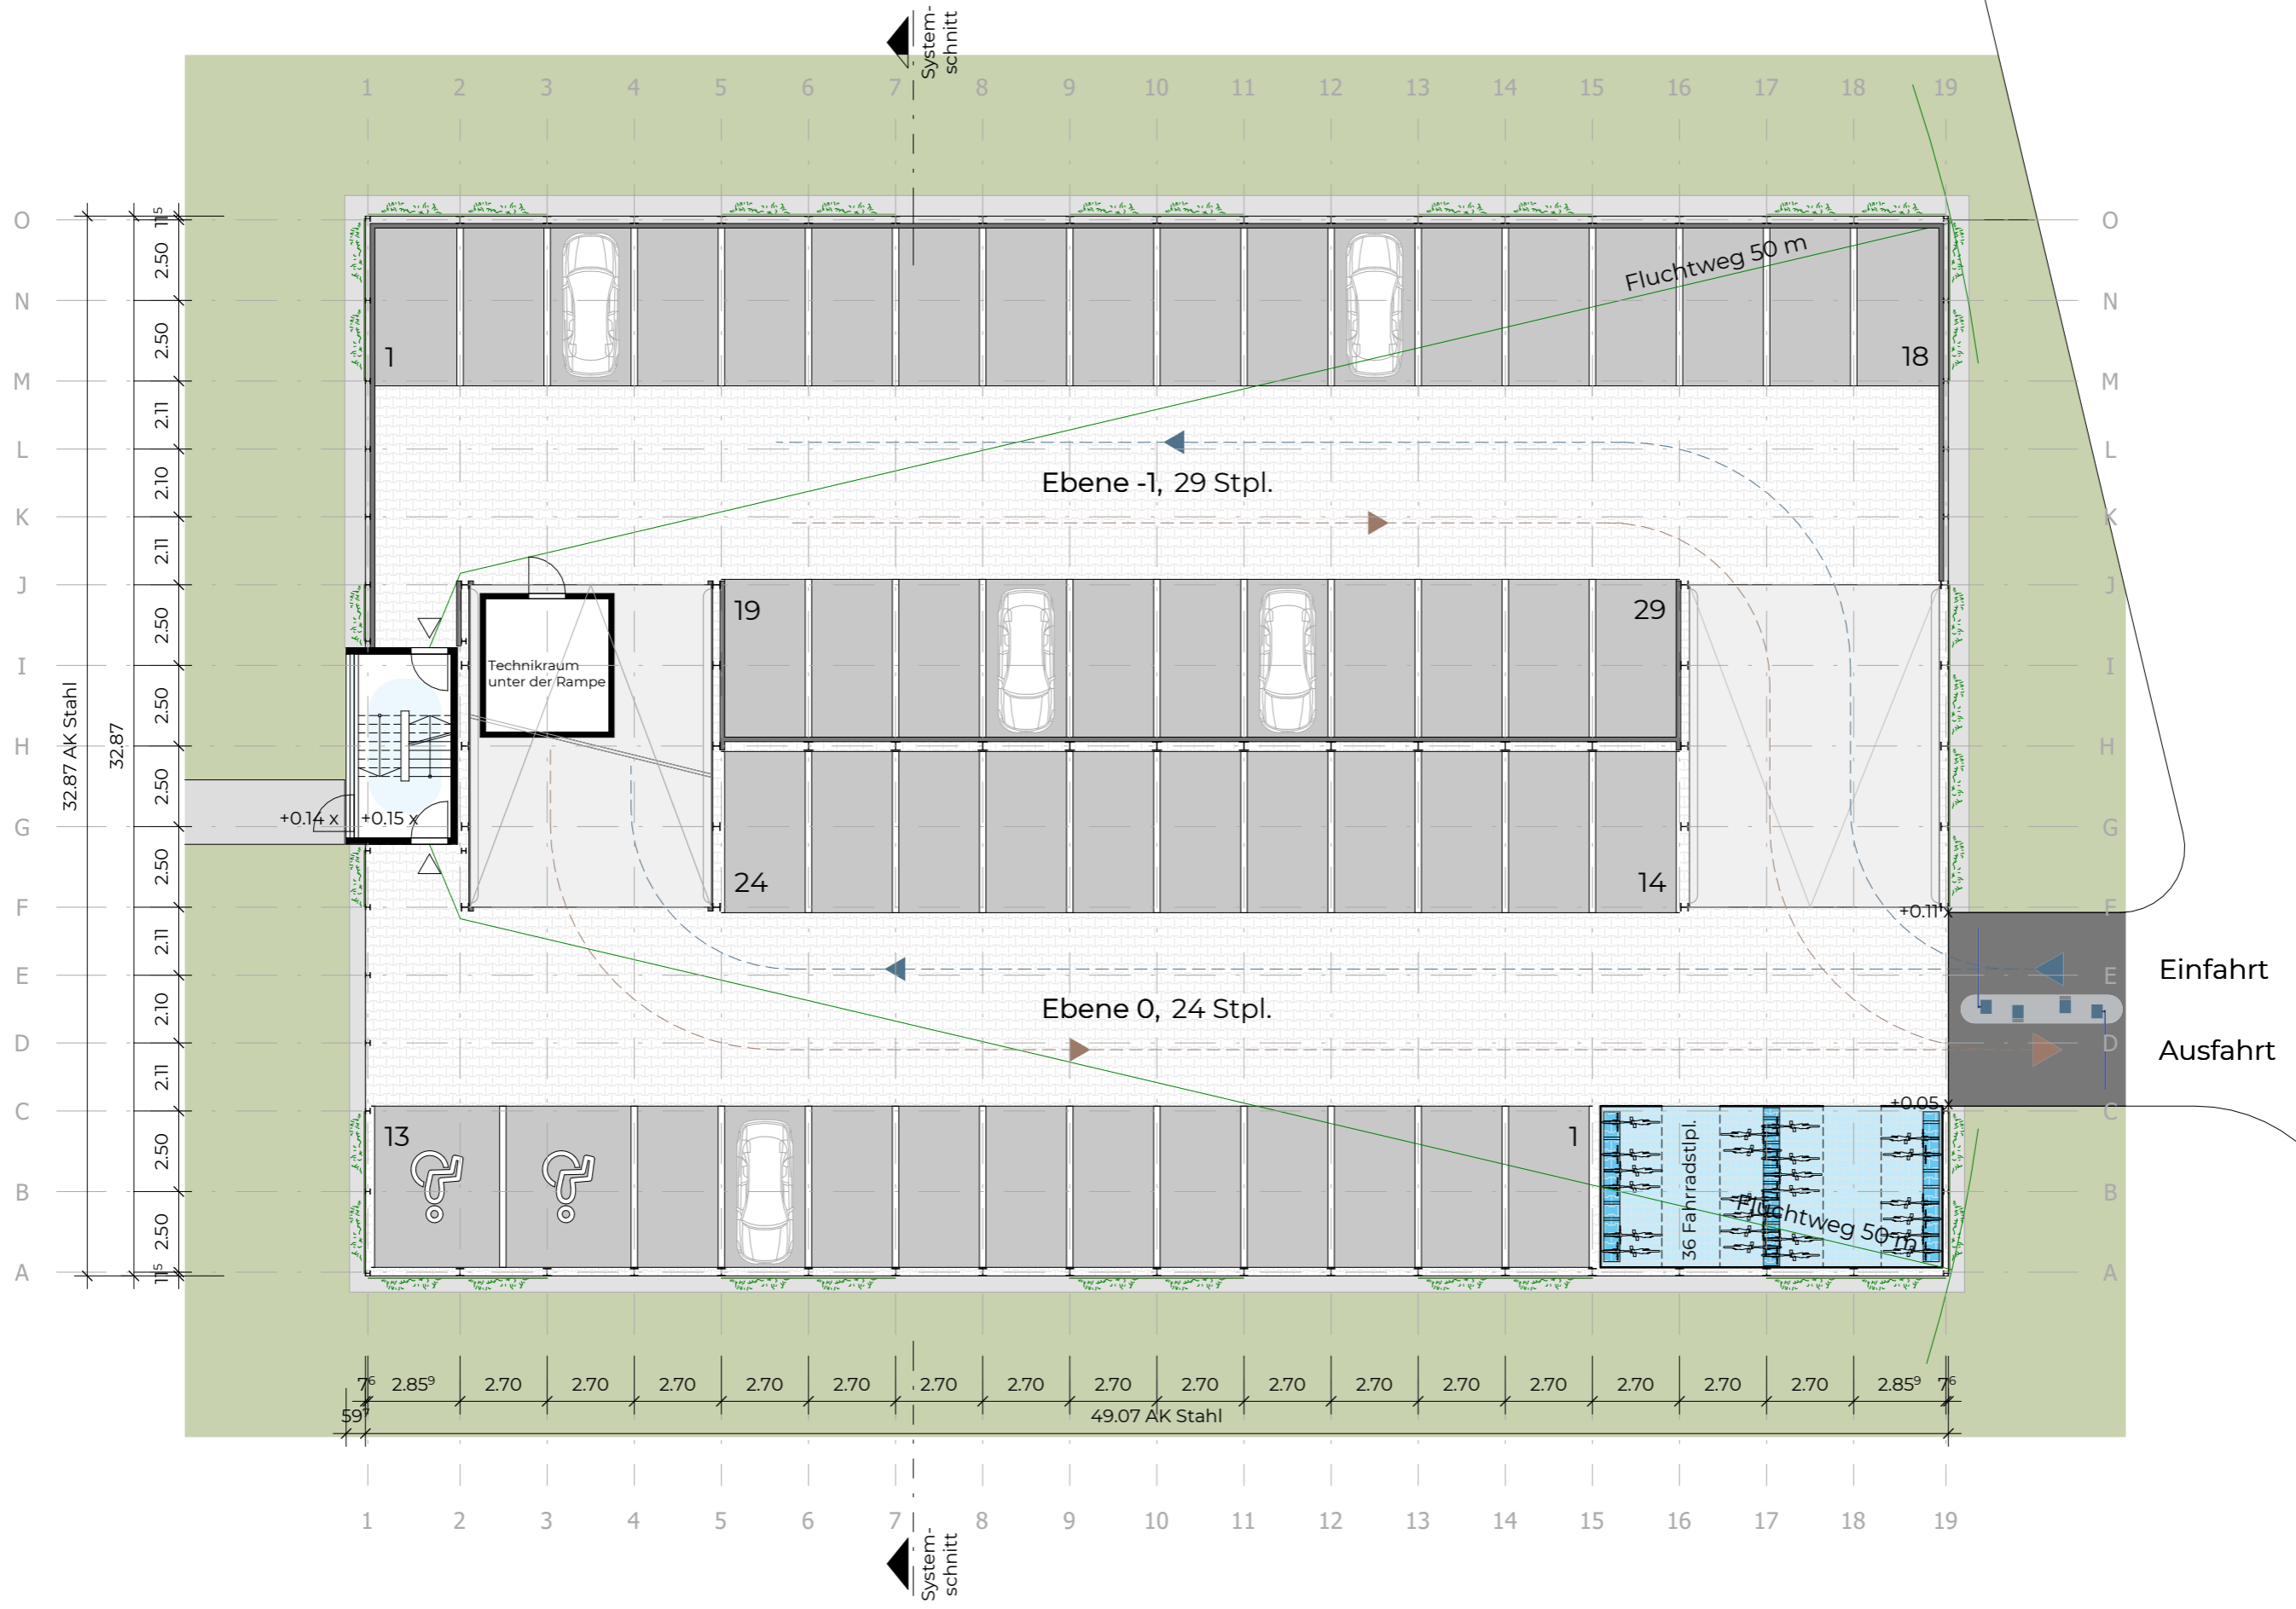 System-
schnitt
1 2 3 4 5 6 7 8 9 10 11 12 13 14 15 16 17 18 19
O O
N N
M M
L L
K K
J J
I I
H H
G G
F F
E E
D D
C C
B B
A A
32.87 AK Stahl
32.87
11⁵
2.50
2.50
2.11
2.10
2.11
2.50
2.50
2.50
2.50
2.11
2.10
2.11
2.50
2.50
11⁵
Fluchtweg 50 m
1 18
Ebene -1, 29 Stpl.
19 29
Technikraum
unter der Rampe
+0.14 x +0.15 x
24 14
+0.11 x
Einfahrt
Ebene 0, 24 Stpl.
Ausfahrt
+0.05 x
13 1
36 Fahrradstlpl.
Fluchtweg 50 m
7⁶ 2.85⁹ 2.70 2.70 2.70 2.70 2.70 2.70 2.70 2.70 2.70 2.70 2.70 2.70 2.70 2.70 2.70 2.70 2.85⁹ 7⁶
59⁷ 49.07 AK Stahl
1 2 3 4 5 6 7 8 9 10 11 12 13 14 15 16 17 18 19
System-
schnitt